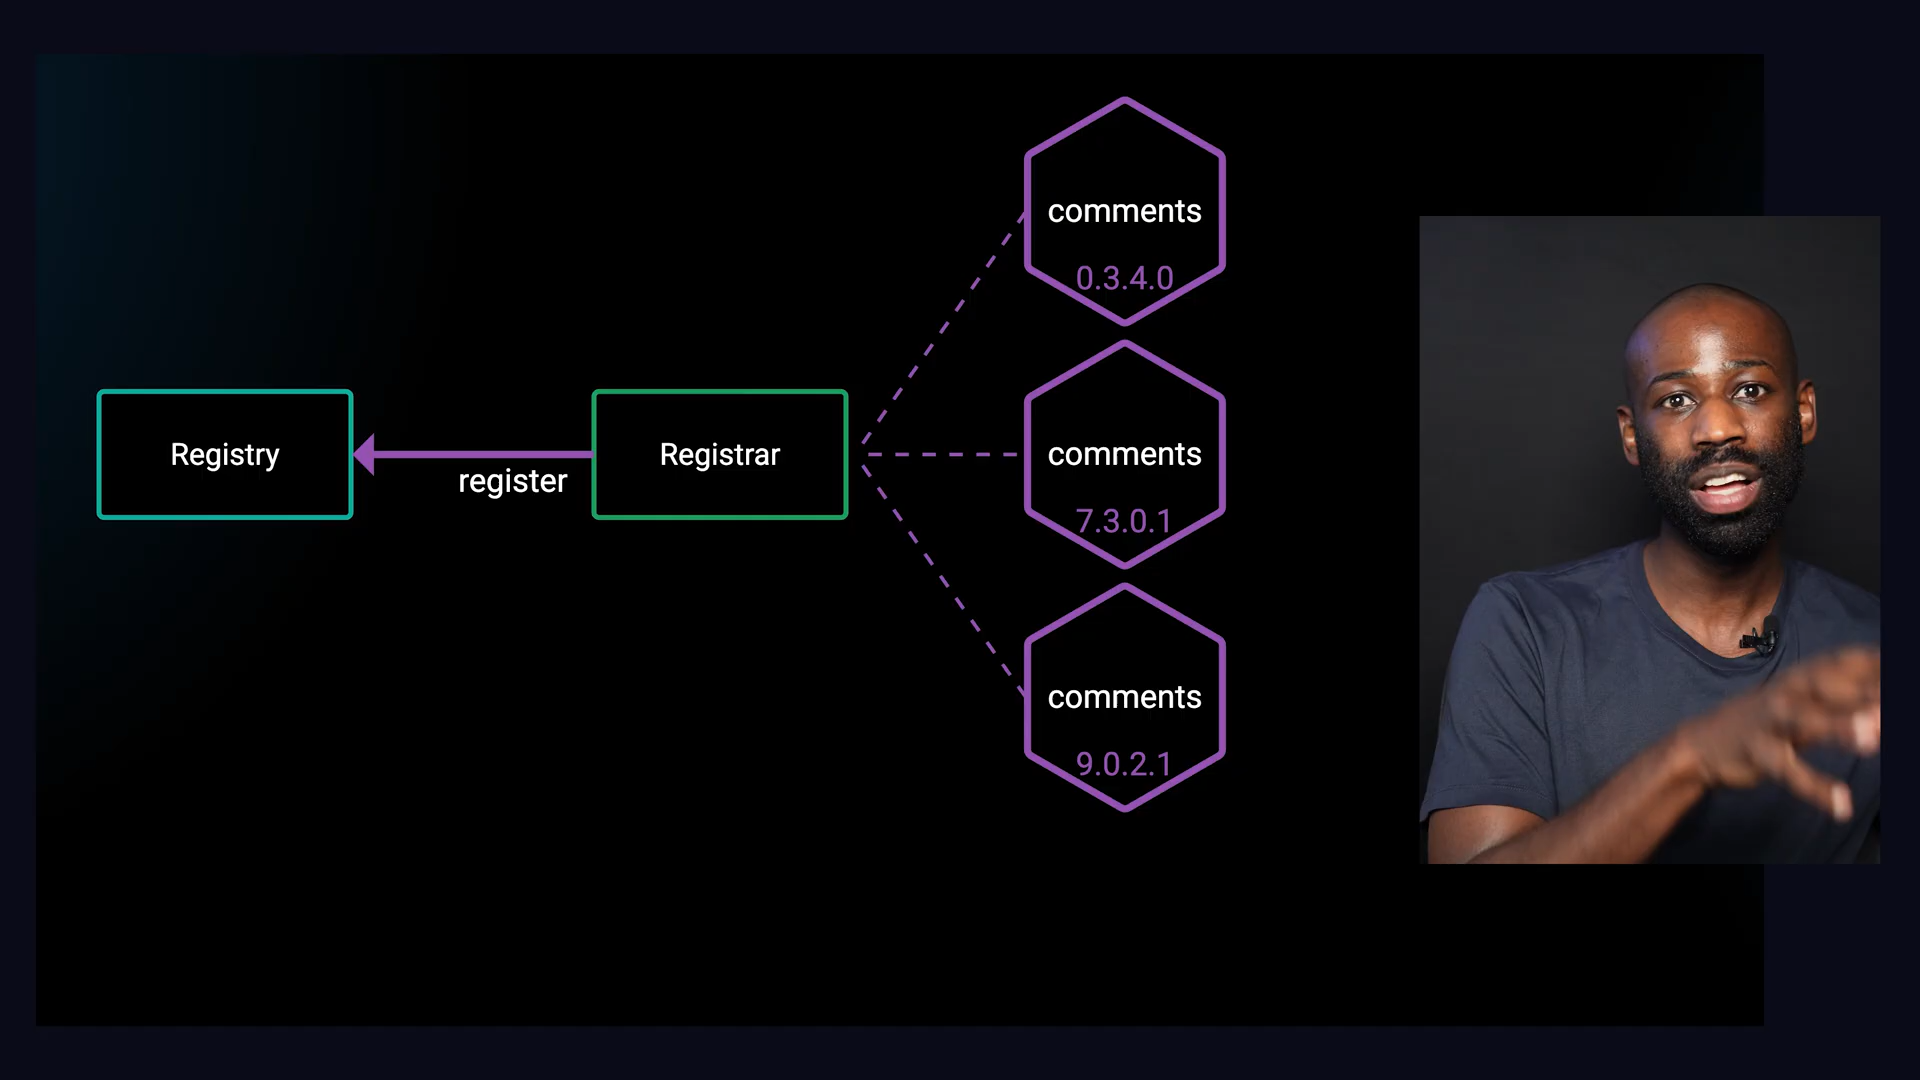 Registry
register
Registrar
comments
0.3.4.0
comments
7.3.0.1
comments
9.0.2.1